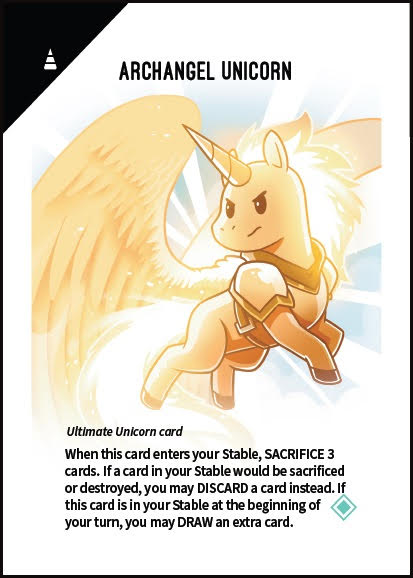 ARCHANGEL UNICORN
Ultimate Unicorn card
When this card enters your Stable, SACRIFICE 3
cards. If a card in your Stable would be sacrificed
or destroyed, you may DISCARD a card instead. If
this card is in your Stable at the beginning of
your turn, you may DRAW an extra card.